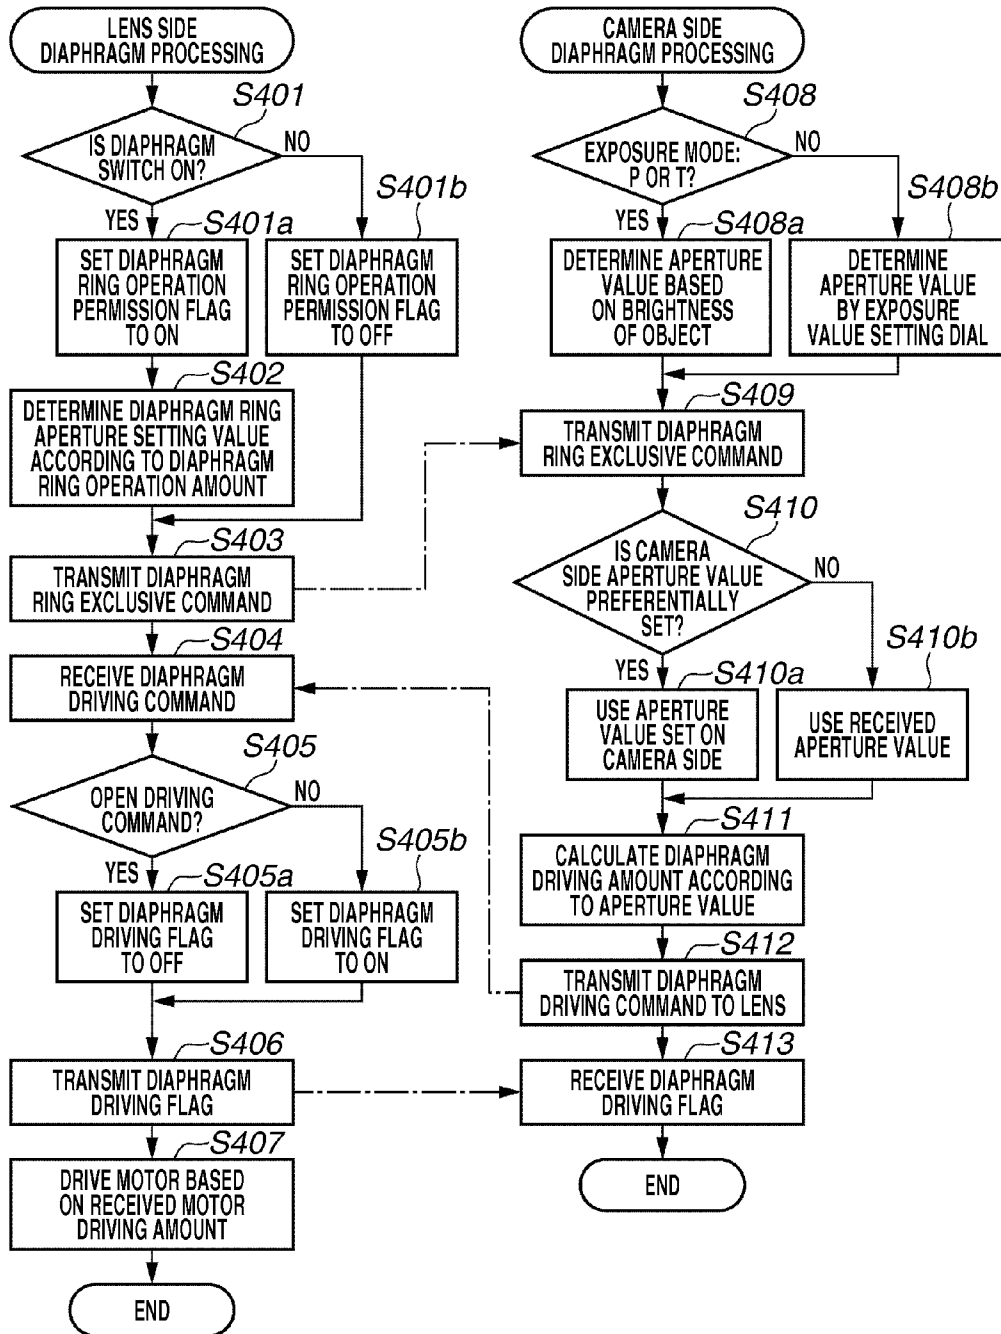 LENS SIDE
DIAPHRAGM PROCESSING
S401
IS DIAPHRAGM
SWITCH ON?
NO
YES
S401a
S401b
SET DIAPHRAGM
RING OPERATION
PERMISSION FLAG
TO ON
SET DIAPHRAGM
RING OPERATION
PERMISSION FLAG
TO OFF
S402
DETERMINE DIAPHRAGM RING
APERTURE SETTING VALUE
ACCORDING TO DIAPHRAGM
RING OPERATION AMOUNT
S403
TRANSMIT DIAPHRAGM
RING EXCLUSIVE COMMAND
S404
RECEIVE DIAPHRAGM
DRIVING COMMAND
S405
OPEN DRIVING
COMMAND?
NO
YES
S405a
S405b
SET DIAPHRAGM
DRIVING FLAG
TO OFF
SET DIAPHRAGM
DRIVING FLAG
TO ON
S406
TRANSMIT DIAPHRAGM
DRIVING FLAG
S407
DRIVE MOTOR BASED
ON RECEIVED MOTOR
DRIVING AMOUNT
END
CAMERA SIDE
DIAPHRAGM PROCESSING
S408
EXPOSURE MODE:
P OR T?
NO
YES
S408a
S408b
DETERMINE APERTURE
VALUE BASED
ON BRIGHTNESS
OF OBJECT
DETERMINE
APERTURE VALUE
BY EXPOSURE
VALUE SETTING DIAL
S409
TRANSMIT DIAPHRAGM
RING EXCLUSIVE COMMAND
S410
IS CAMERA
SIDE APERTURE VALUE
PREFERENTIALLY
SET?
NO
YES
S410a
S410b
USE APERTURE
VALUE SET ON
CAMERA SIDE
USE RECEIVED
APERTURE VALUE
S411
CALCULATE DIAPHRAGM
DRIVING AMOUNT ACCORDING
TO APERTURE VALUE
S412
TRANSMIT DIAPHRAGM
DRIVING COMMAND TO LENS
S413
RECEIVE DIAPHRAGM
DRIVING FLAG
END